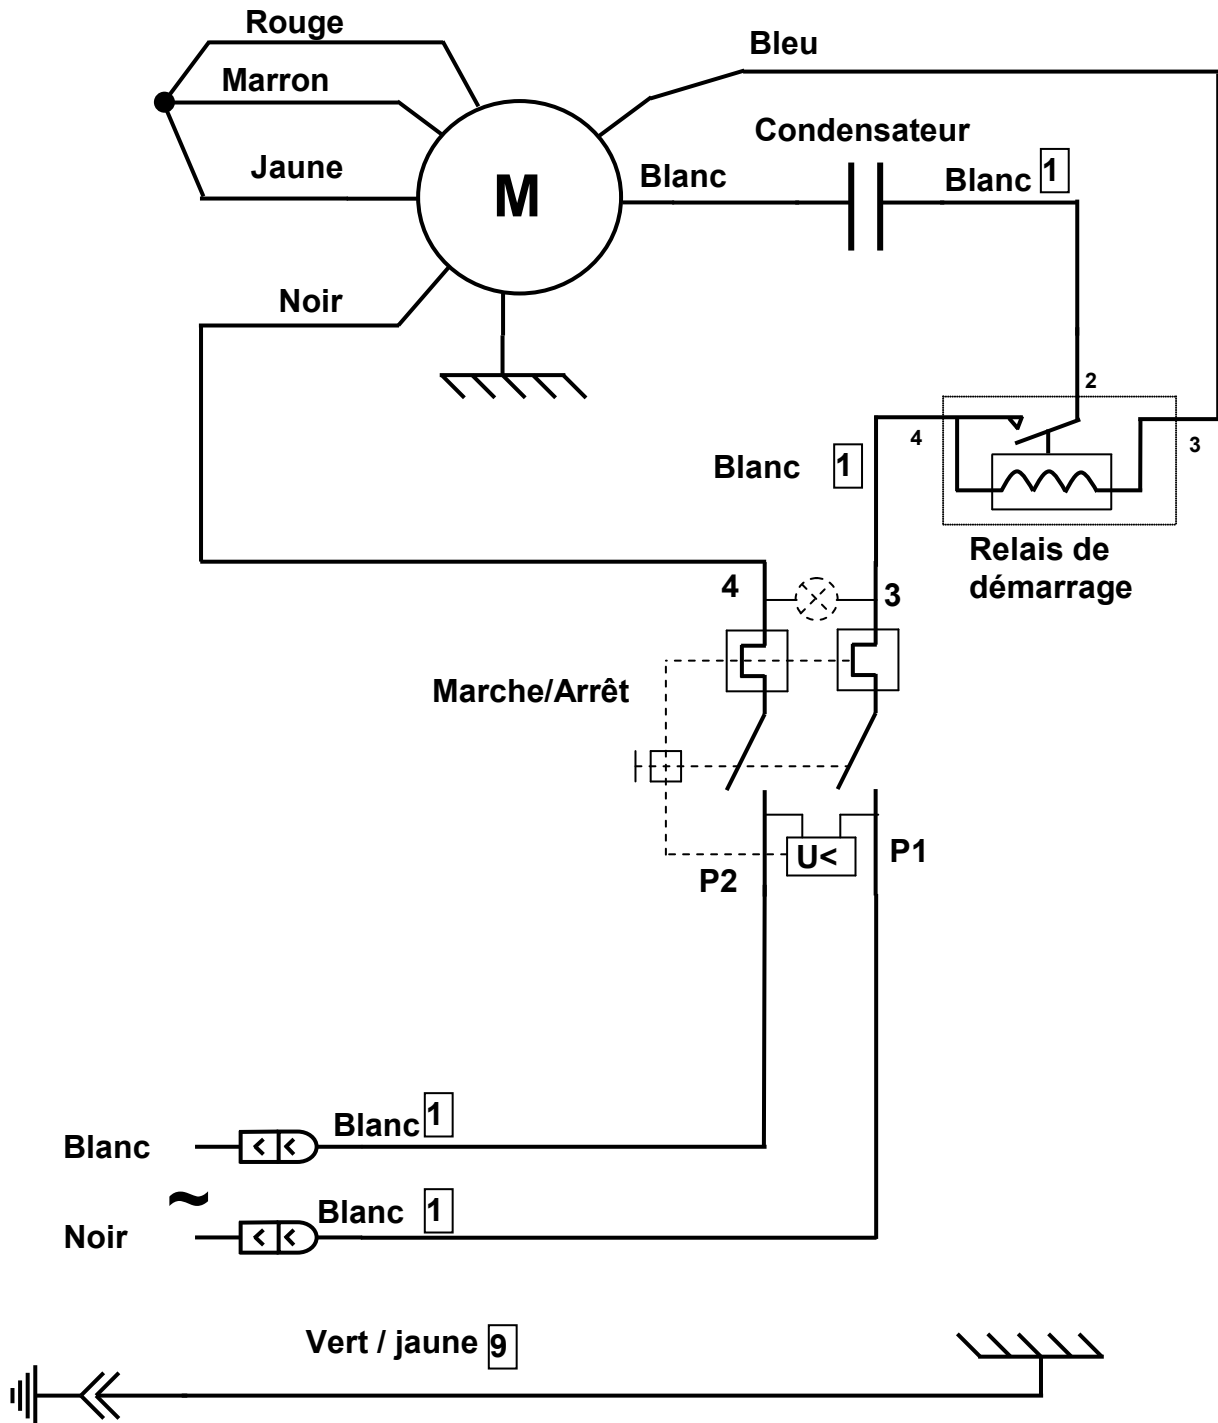 Rouge
Bleu
Marron
Condensateur
Jaune
M
Blanc
Blanc 1
Noir
2
4
3
Blanc 1
Relais de
démarrage
4
3
Marche/Arrêt
U<
P1
P2
Blanc 1
Blanc
~
Blanc 1
Noir
Vert / jaune 9